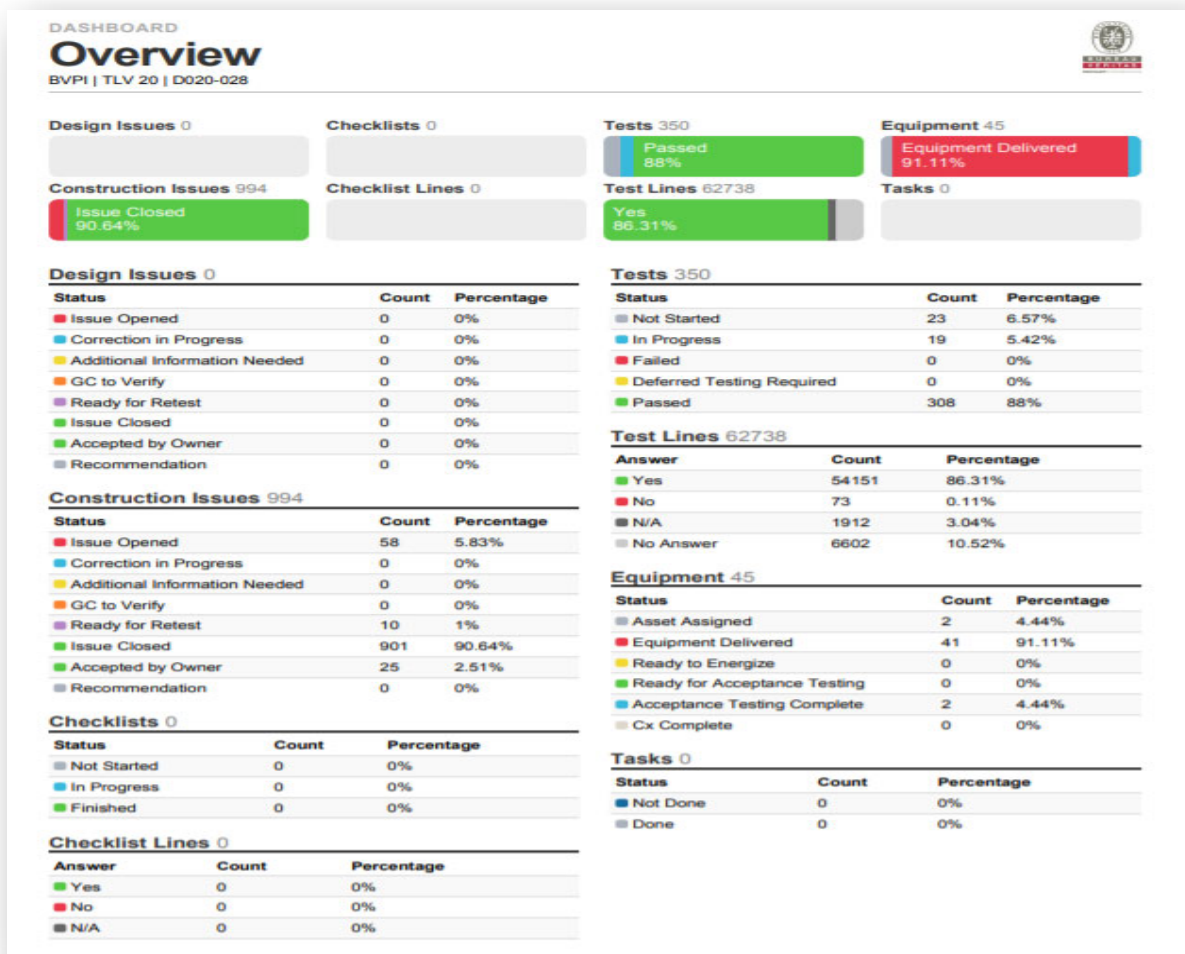 DASHBOARD
Overview
BVPI | TLV 20 | D020-028
BUREAU
VERITAS
Design Issues 0
Checklists 0
Tests 350
Passed
88%
Equipment 45
Equipment Delivered
91.11%
Construction Issues 994
Issue Closed
90.64%
Checklist Lines 0
Test Lines 62738
Yes
86.31%
Tasks 0
Design Issues 0
Status Count Percentage
Issue Opened 0 0%
Correction in Progress 0 0%
Additional Information Needed 0 0%
GC to Verify 0 0%
Ready for Retest 0 0%
Issue Closed 0 0%
Accepted by Owner 0 0%
Recommendation 0 0%
Construction Issues 994
Status Count Percentage
Issue Opened 58 5.83%
Correction in Progress 0 0%
Additional Information Needed 0 0%
GC to Verify 0 0%
Ready for Retest 10 1%
Issue Closed 901 90.64%
Accepted by Owner 25 2.51%
Recommendation 0 0%
Checklists 0
Status Count Percentage
Not Started 0 0%
In Progress 0 0%
Finished 0 0%
Checklist Lines 0
Answer Count Percentage
Yes 0 0%
No 0 0%
N/A 0 0%
Tests 350
Status Count Percentage
Not Started 23 6.57%
In Progress 19 5.42%
Failed 0 0%
Deferred Testing Required 0 0%
Passed 308 88%
Test Lines 62738
Answer Count Percentage
Yes 54151 86.31%
No 73 0.11%
N/A 1912 3.04%
No Answer 6602 10.52%
Equipment 45
Status Count Percentage
Asset Assigned 2 4.44%
Equipment Delivered 41 91.11%
Ready to Energize 0 0%
Ready for Acceptance Testing 0 0%
Acceptance Testing Complete 2 4.44%
Cx Complete 0 0%
Tasks 0
Status Count Percentage
Not Done 0 0%
Done 0 0%